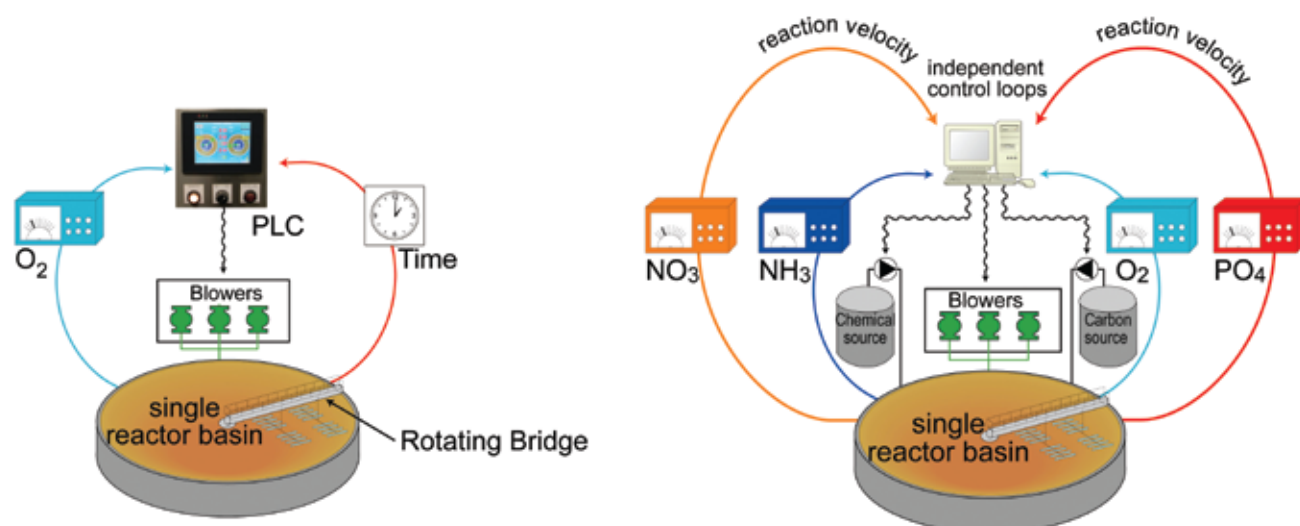 PLC
O2
Time
Blowers
single
reactor basin
Rotating Bridge
reaction velocity
reaction velocity
independent
control loops
NO3
NH3
O2
PO4
Chemical
source
Blowers
Carbon
source
single
reactor basin